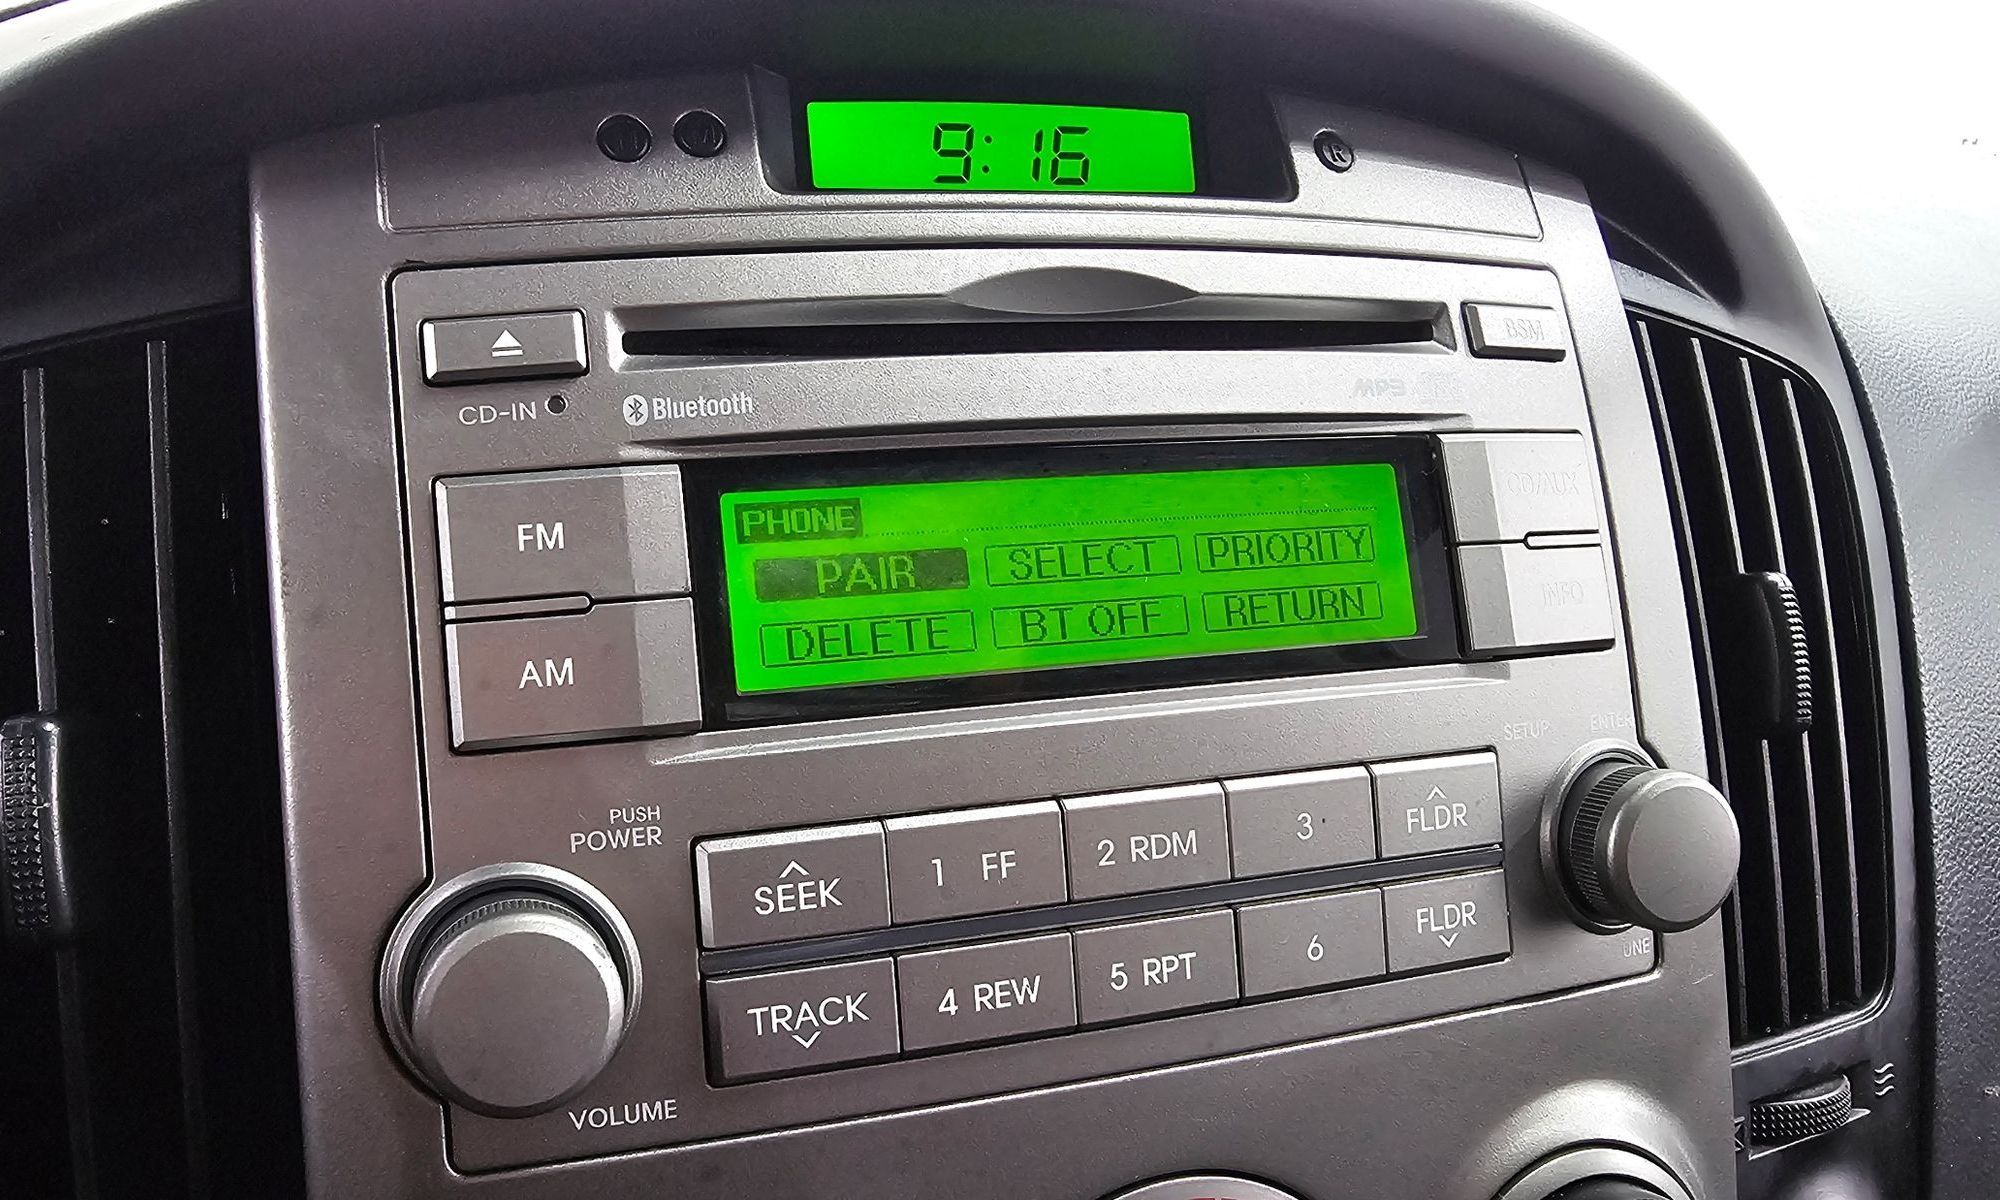 H M
9:16
R
BSM
CD-IN
Bluetooth
MP3
FM
AM
PHONE
PAIR SELECT PRIORITY
DELETE BT OFF RETURN
CD/AUX
INFO
SETUP ENTER
PUSH
POWER
VOLUME
SEEK 1 FF 2 RDM 3 FLDR
TRACK 4 REW 5 RPT 6 FLDR